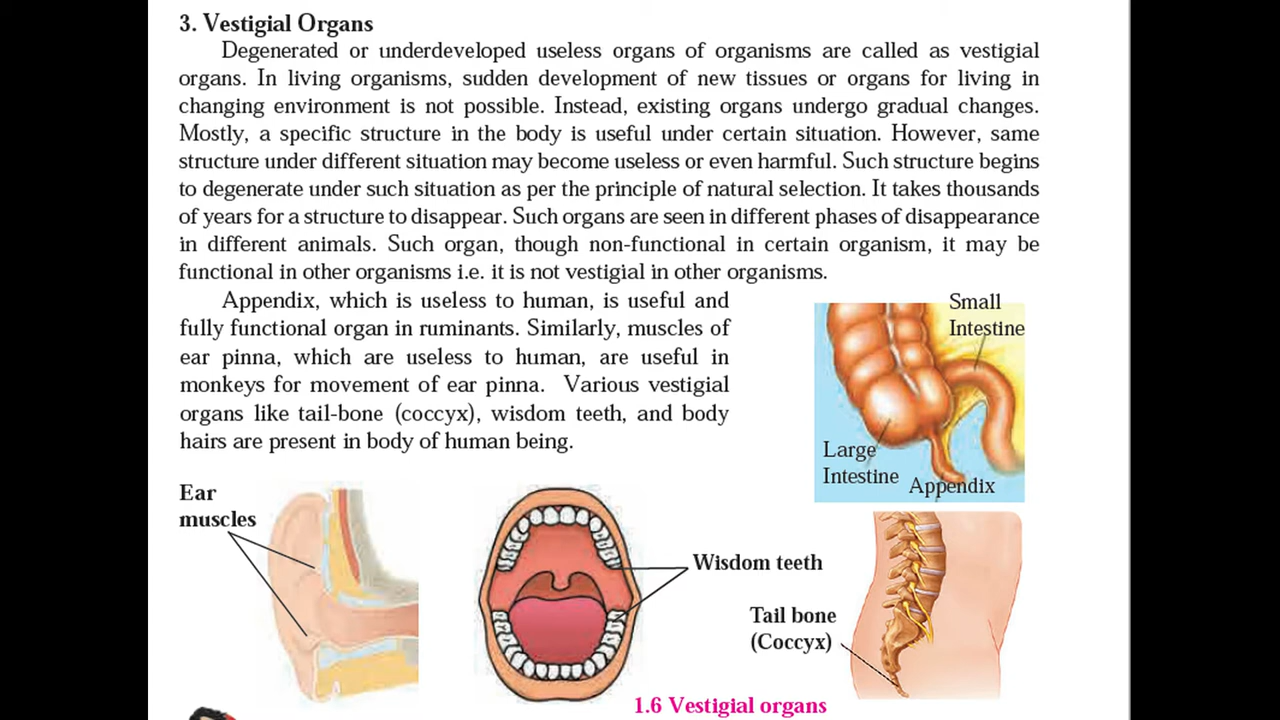 3. Vestigial Organs
Degenerated or underdeveloped useless organs of organisms are called as vestigial
organs. In living organisms, sudden development of new tissues or organs for living in
changing environment is not possible. Instead, existing organs undergo gradual changes.
Mostly, a specific structure in the body is useful under certain situation. However, same
structure under different situation may become useless or even harmful. Such structure begins
to degenerate under such situation as per the principle of natural selection. It takes thousands
of years for a structure to disappear. Such organs are seen in different phases of disappearance
in different animals. Such organ, though non-functional in certain organism, it may be
functional in other organisms i.e. it is not vestigial in other organisms.
Appendix, which is useless to human, is useful and
fully functional organ in ruminants. Similarly, muscles of
ear pinna, which are useless to human, are useful in
monkeys for movement of ear pinna. Various vestigial
organs like tail-bone (coccyx), wisdom teeth, and body
hairs are present in body of human being.
Small
Intestine
Large
Intestine
Appendix
Ear
muscles
Wisdom teeth
Tail bone
(Coccyx)
1.6 Vestigial organs